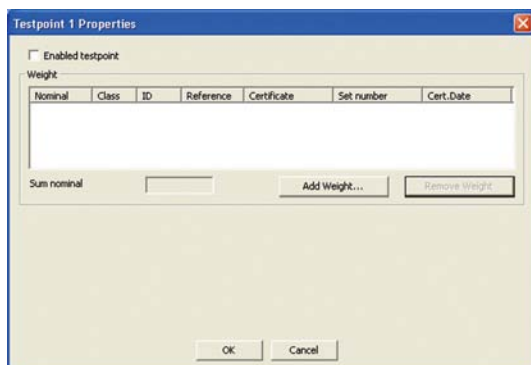 Testpoint 1 Properties
Enabled testpoint
Weight
Nominal Class ID Reference Certificate Set number Cert.Date
Sum nominal Add Weight... Remove Weight
OK Cancel